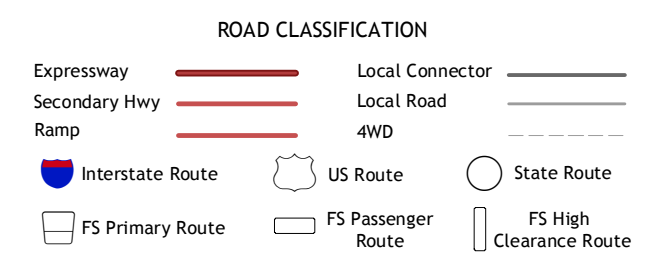 ROAD CLASSIFICATION
Expressway
Local Connector
Secondary Hwy
Local Road
Ramp
4WD
Interstate Route
US Route
State Route
FS Primary Route
FS Passenger
Route
FS High
Clearance Route